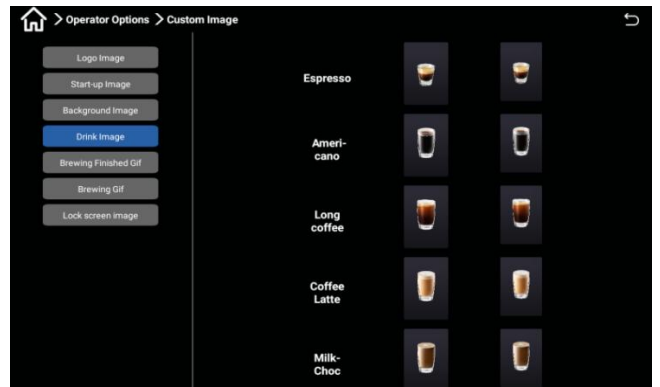 > Operator Options > Custom Image
Logo Image
Start-up Image
Background Image
Drink Image
Brewing Finished Gif
Brewing Gif
Lock screen image
Espresso
Ameri-
cano
Long
coffee
Coffee
Latte
Milk-
Choc